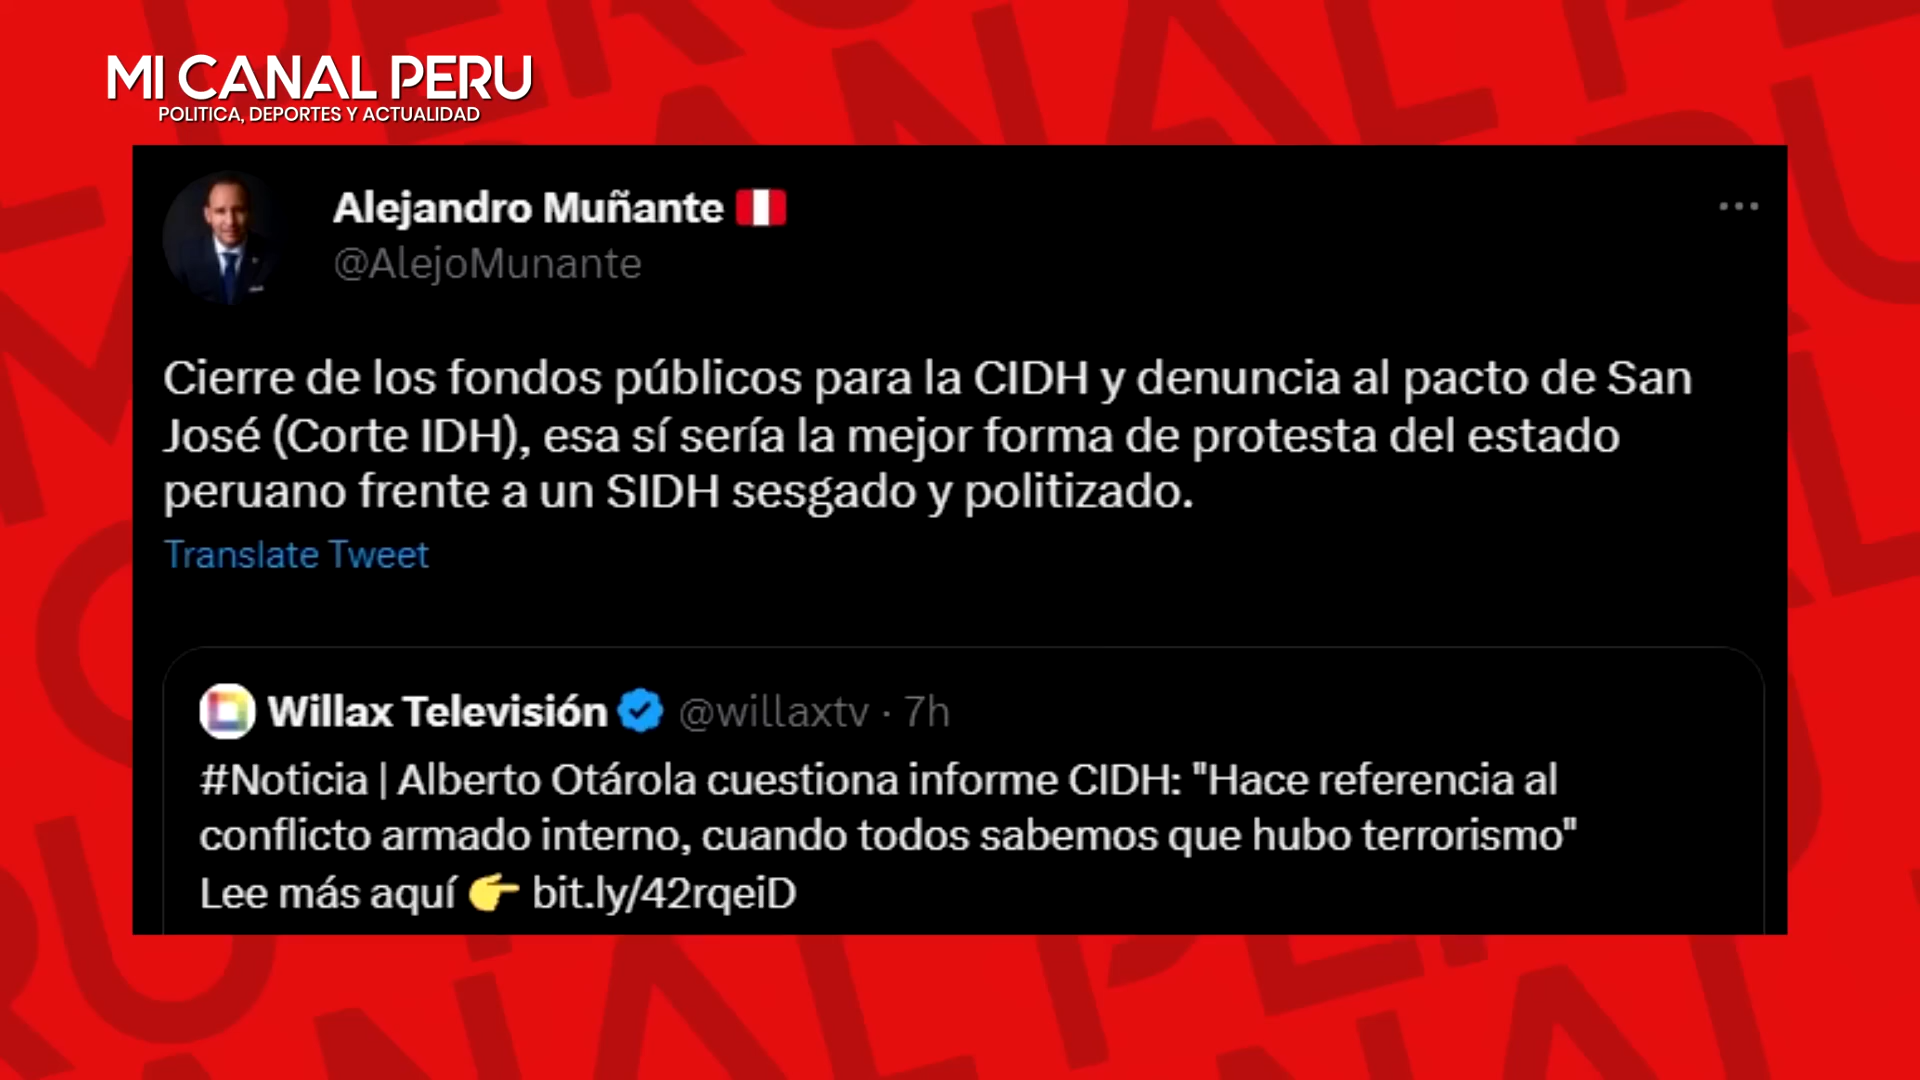 MI CANAL PERU
POLITICA, DEPORTES Y ACTUALIDAD
Alejandro Muñante 🇵🇪
@AlejoMunante
Cierre de los fondos públicos para la CIDH y denuncia al pacto de San
José (Corte IDH), esa sí sería la mejor forma de protesta del estado
peruano frente a un SIDH sesgado y politizado.
Translate Tweet
Willax Televisión @willaxtv · 7h
#Noticia | Alberto Otárola cuestiona informe CIDH: "Hace referencia al
conflicto armado interno, cuando todos sabemos que hubo terrorismo"
Lee más aquí 👉 bit.ly/42rqeiD